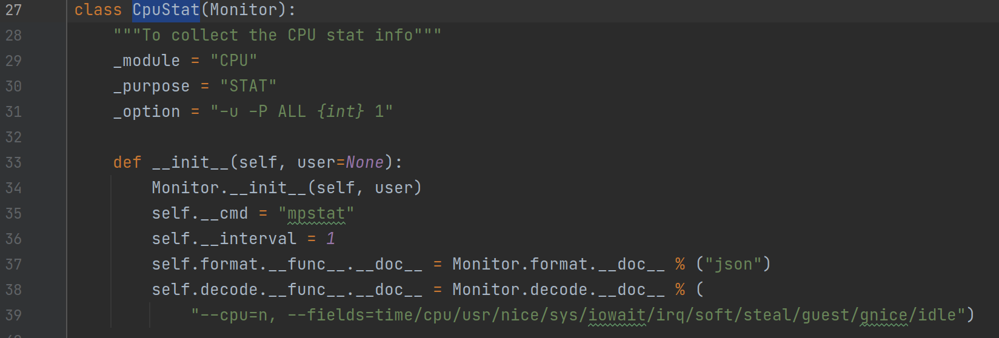 27 class CpuStat(Monitor):
28     """To collect the CPU stat info"""
29     _module = "CPU"
30     _purpose = "STAT"
31     _option = "-u -P ALL {int} 1"
32
33     def __init__(self, user=None):
34         Monitor.__init__(self, user)
35         self.__cmd = "mpstat"
36         self.__interval = 1
37         self.format.__func__.__doc__ = Monitor.format.__doc__ % ("json")
38         self.decode.__func__.__doc__ = Monitor.decode.__doc__ % (
39             "--cpu=n, --fields=time/cpu/usr/nice/sys/iowait/irq/soft/steal/guest/gnice/idle")